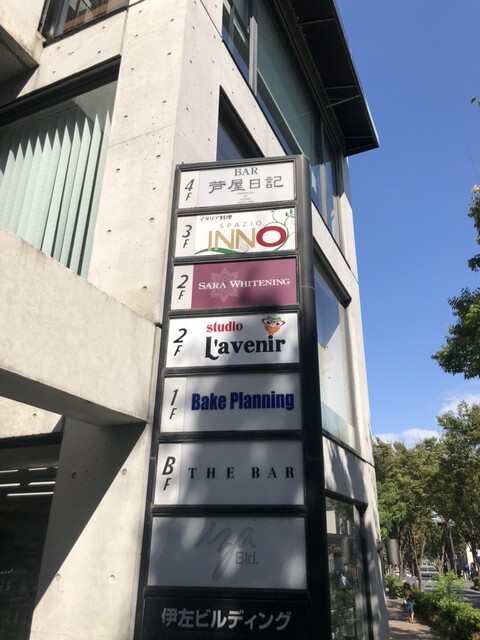 4F
BAR
芦屋日記
3F
イタリア料理
SPAZIO
INNO
2F
SARA WHITENING
2F
studio
L'avenir
1F
Bake Planning
BF
THE BAR
iza
Bld.
伊左ビルディング